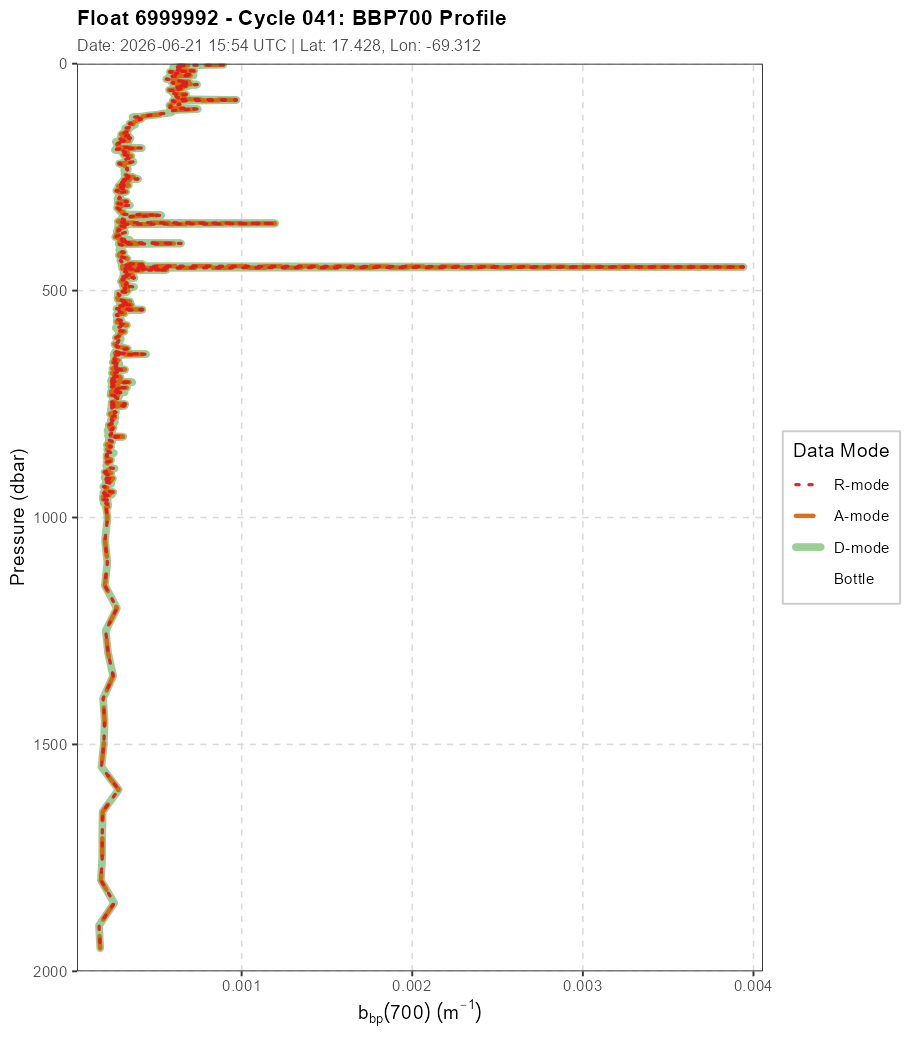 Float 6999992 - Cycle 041: BBP700 Profile
Date: 2026-06-21 15:54 UTC | Lat: 17.428, Lon: -69.312
0
500
1000
1500
2000
Pressure (dbar)
0.001
0.002
0.003
0.004
b_bp(700) (m⁻¹)
Data Mode
R-mode
A-mode
D-mode
Bottle